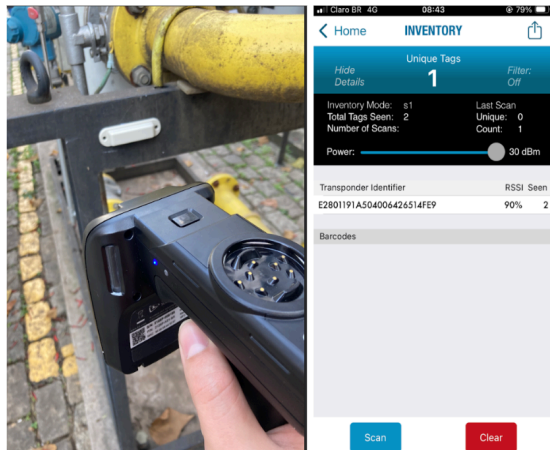 Claro BR 4G 08:43 79%
Home INVENTORY
Unique Tags
Hide Details 1 Filter: Off
Inventory Mode: s1 Last Scan
Total Tags Seen: 2 Unique: 0
Number of Scans: Count: 1
Power: 30 dBm
Transponder Identifier RSSI Seen
E2801191A504006426514FE9 90% 2
Barcodes
Scan Clear